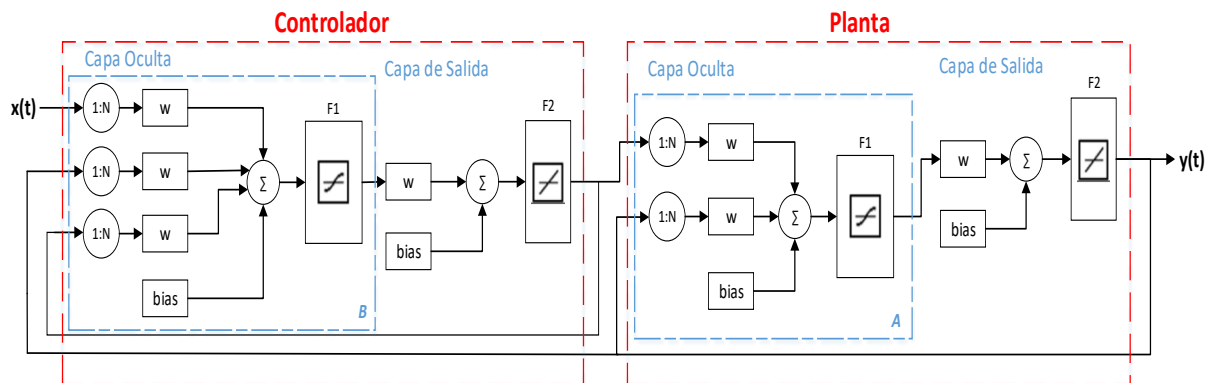 Controlador
Capa Oculta
Capa de Salida
x(t)
1:N
w
1:N
w
1:N
w
bias
Σ
F1
B
w
bias
Σ
F2
Planta
Capa Oculta
Capa de Salida
1:N
w
1:N
w
bias
Σ
F1
A
w
bias
Σ
F2
y(t)